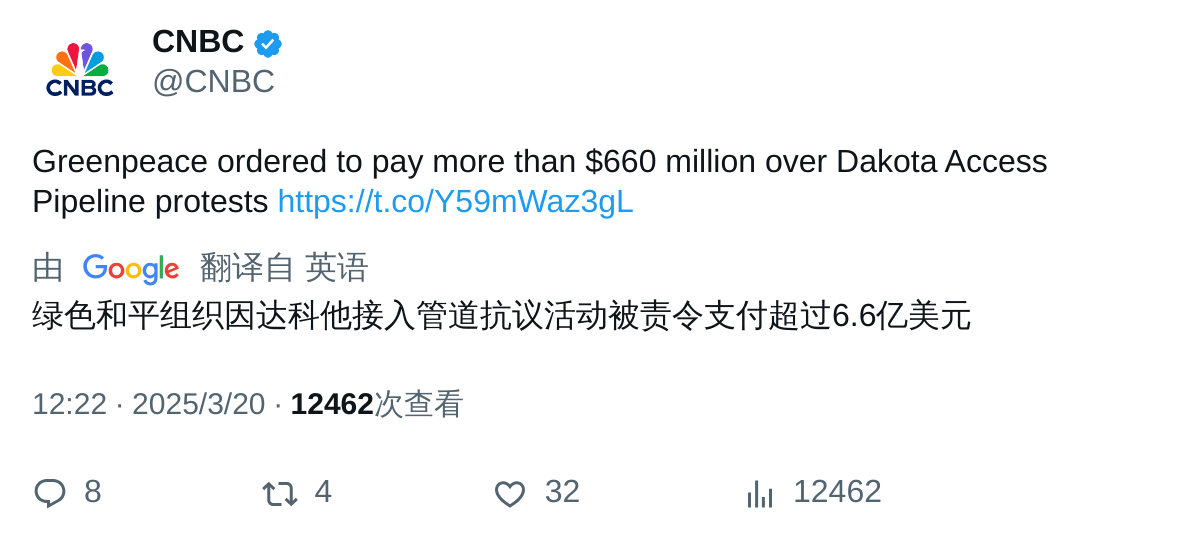 CNBC
CNBC
@CNBC
Greenpeace ordered to pay more than $660 million over Dakota Access
Pipeline protests https://t.co/Y59mWaz3gL
由 Google 翻译自 英语
绿色和平组织因达科他接入管道抗议活动被责令支付超过6.6亿美元
12:22 · 2025/3/20 · 12462次查看
8 4 32 12462